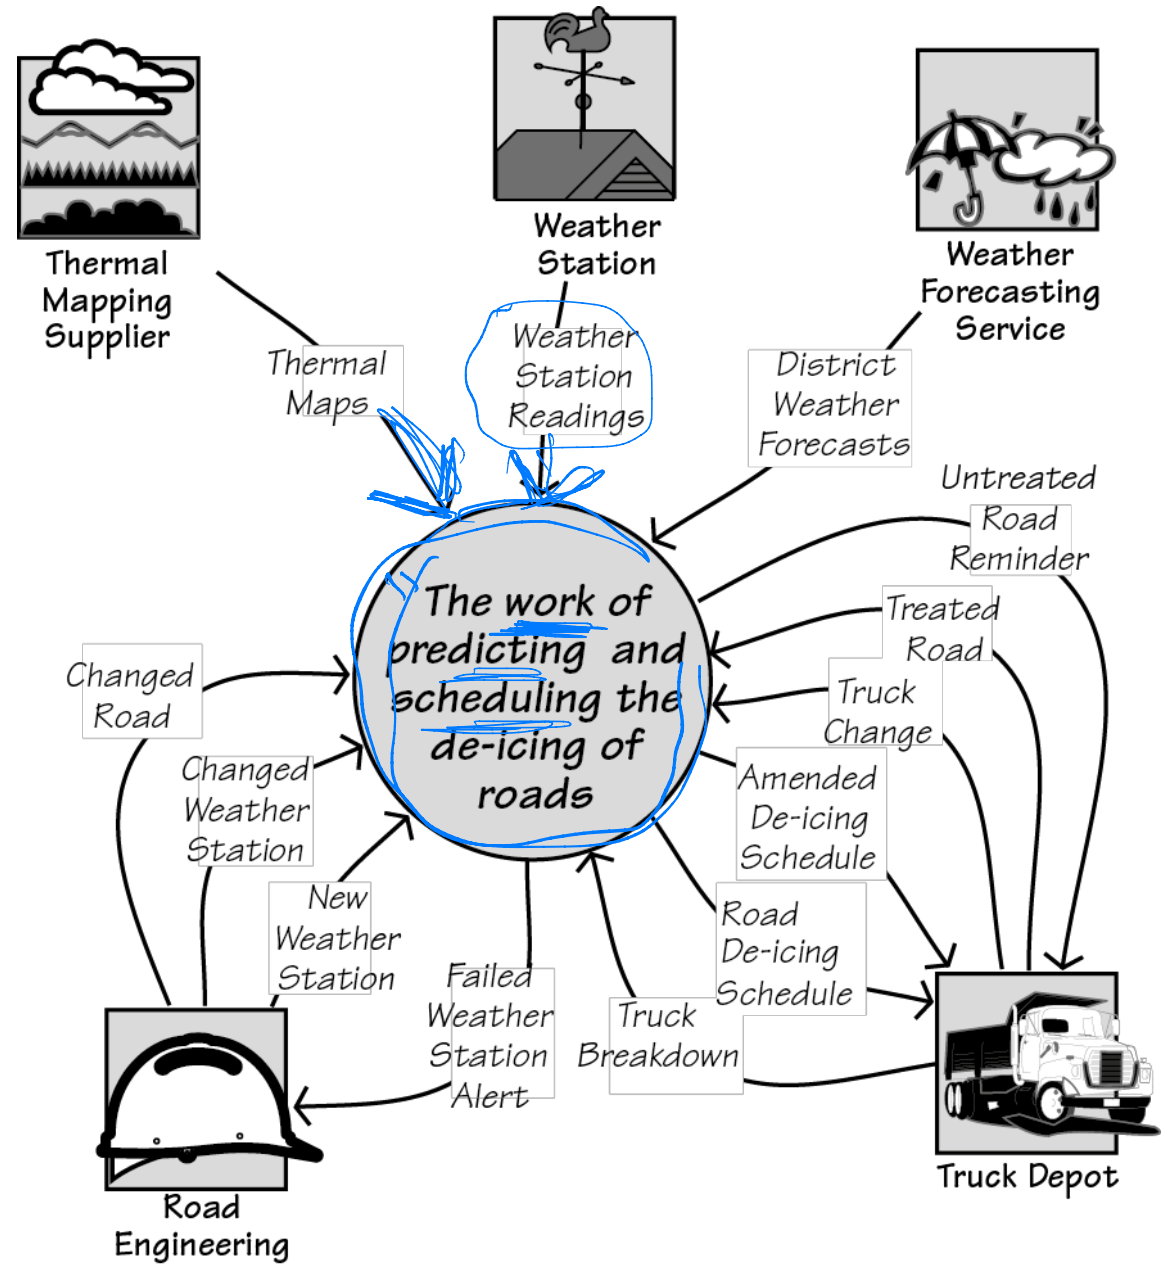 Weather
Station
Thermal
Mapping
Supplier
Weather
Forecasting
Service
Thermal
Maps
Weather
Station
Readings
District
Weather
Forecasts
Untreated
Road
Reminder
Treated
Road
Truck
Change
The work of
predicting and
scheduling the
de-icing of
roads
Changed
Road
Changed
Weather
Station
New
Weather
Station
Failed
Weather
Station
Alert
Truck
Breakdown
Amended
De-icing
Schedule
Road
De-icing
Schedule
Road
Engineering
Truck Depot